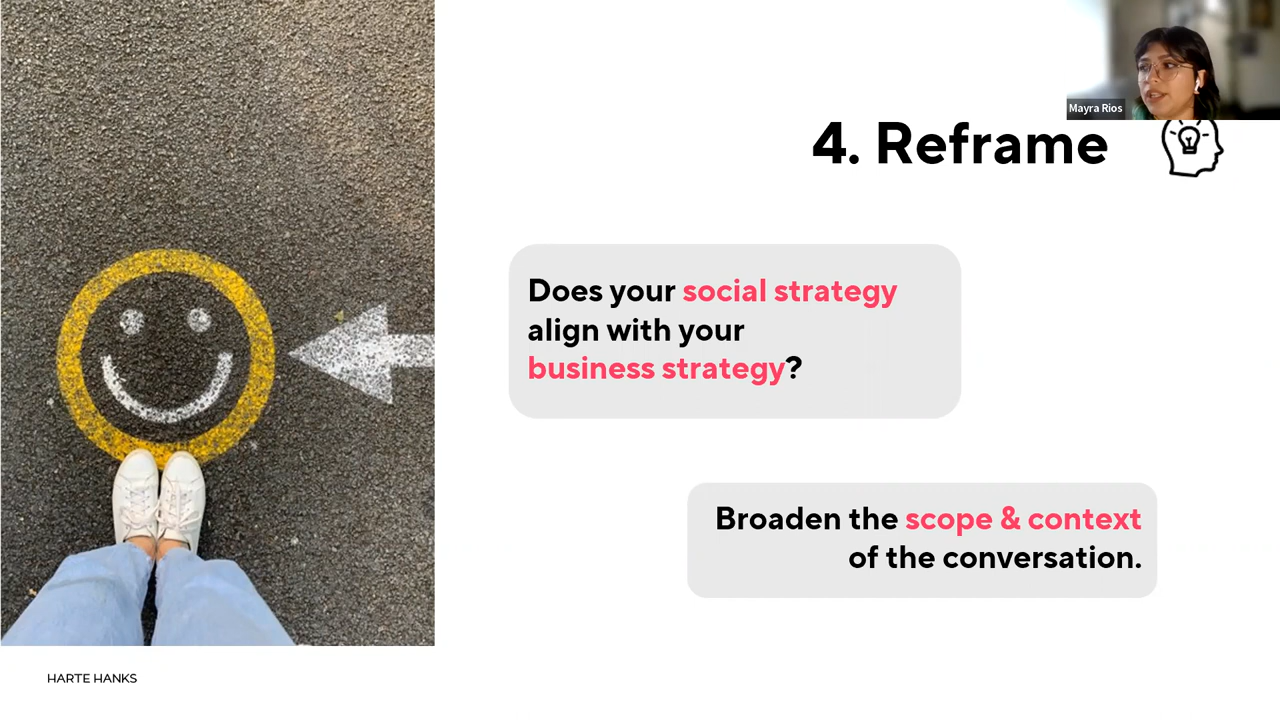 Mayra Rios
4. Reframe
Does your social strategy
align with your
business strategy?
Broaden the scope & context
of the conversation.
HARTE HANKS